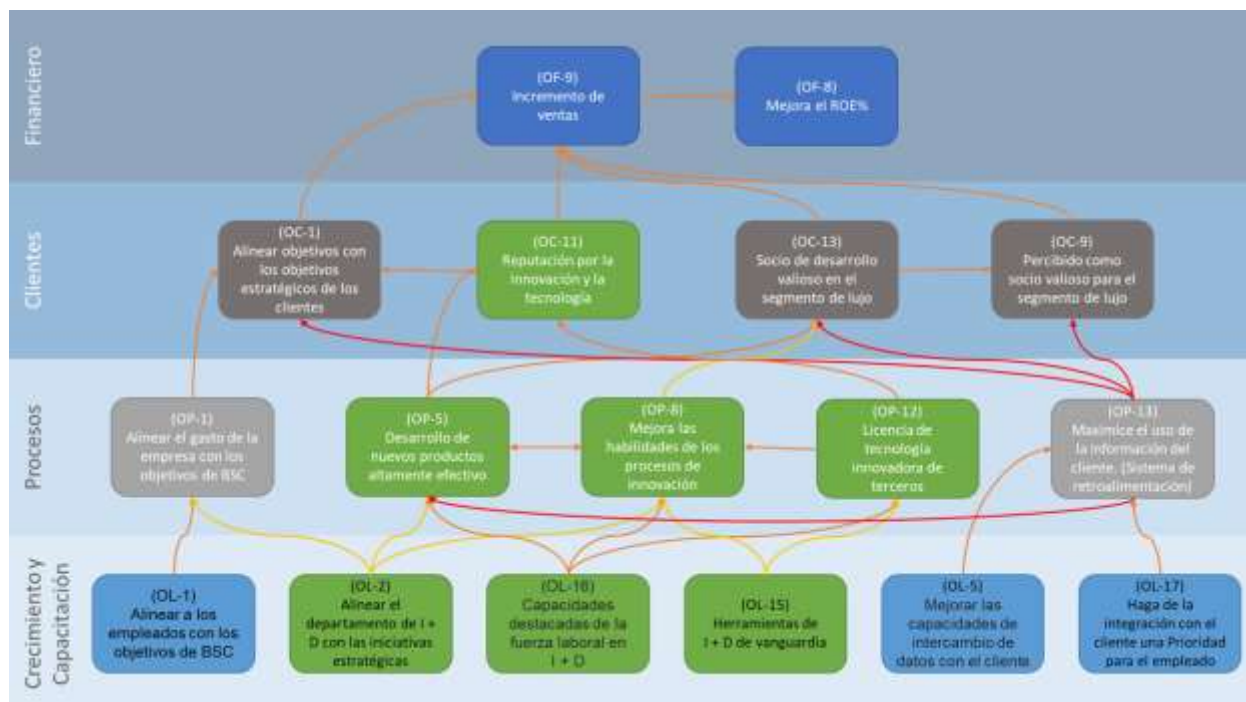 Financiero
(OF-9)
Incremento de
ventas
(OF-8)
Mejora el ROE%
Clientes
(OC-1)
Alinear objetivos con
los objetivos
estratégicos de los
clientes
(OC-11)
Reputación por la
innovación y la
tecnología
(OC-13)
Socio de desarrollo
valioso en el
segmento de lujo
(OC-9)
Percibido como
socio valioso para el
segmento de lujo
Procesos
(OP-1)
Alinear el gasto de la
empresa con los
objetivos de BSC
(OP-5)
Desarrollo de
nuevos productos
altamente efectivo
(OP-8)
Mejora las
habilidades de los
procesos de
innovación
(OP-12)
Licencia de
tecnología
innovadora de
terceros
(OP-13)
Maximice el uso de
la información del
cliente. (Sistema de
retroalimentación)
Crecimiento y
Capacitación
(OL-1)
Alinear a los
empleados con los
objetivos de BSC
(OL-2)
Alinear el
departamento de I +
D con las iniciativas
estratégicas
(OL-16)
Capacidades
destacadas de la
fuerza laboral en
I + D
(OL-15)
Herramientas de
I + D de vanguardia
(OL-5)
Mejorar las
capacidades de
intercambio de
datos con el cliente
(OL-17)
Haga de la
integración con el
cliente una Prioridad
para el empleado